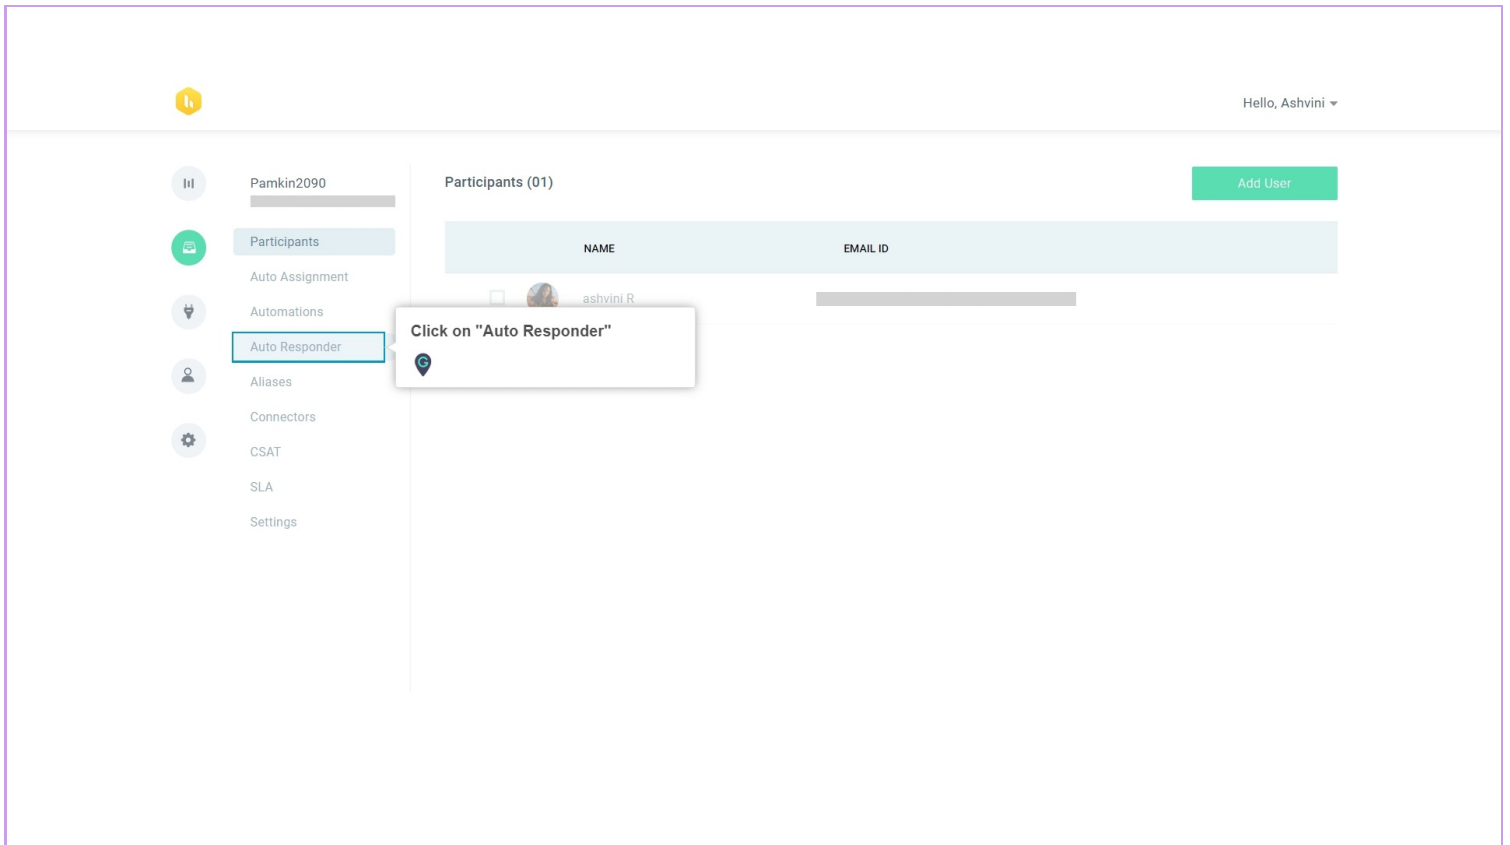 Hello, Ashvini
Pamkin2090
Participants (01)
Add User
Participants
NAME
EMAIL ID
Auto Assignment
ashvini R
Automations
Click on "Auto Responder"
Auto Responder
G
Aliases
Connectors
CSAT
SLA
Settings